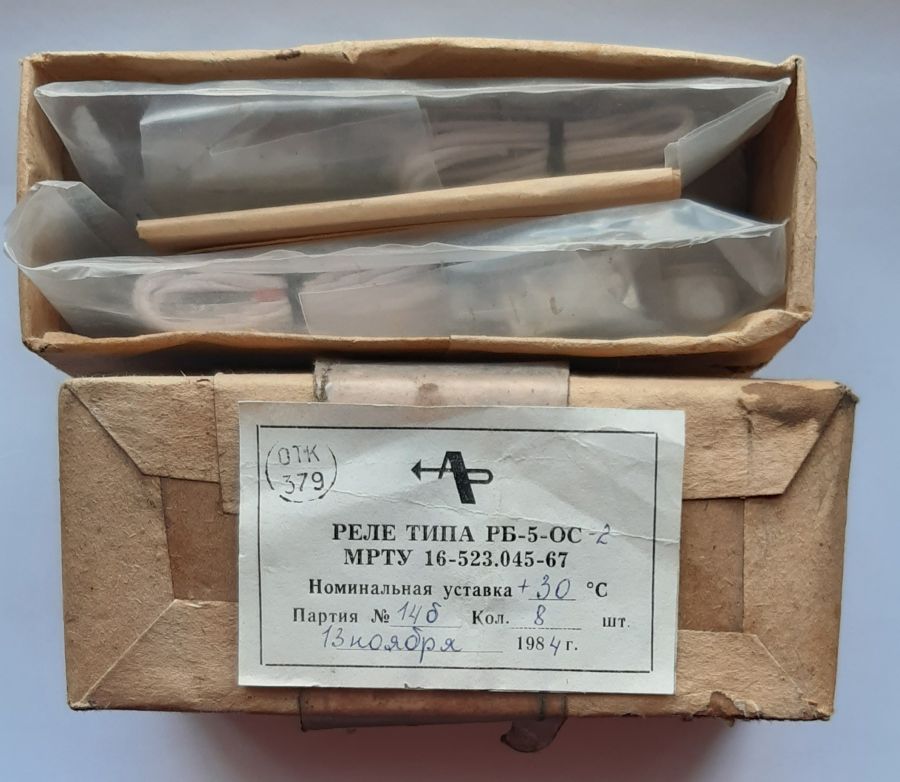 ОТК
379
АР
РЕЛЕ ТИПА РБ-5-ОС-2
МРТУ 16-523.045-67
Номинальная уставка +30 °С
Партия № 14б Кол. 8 шт.
13 ноября 1984 г.